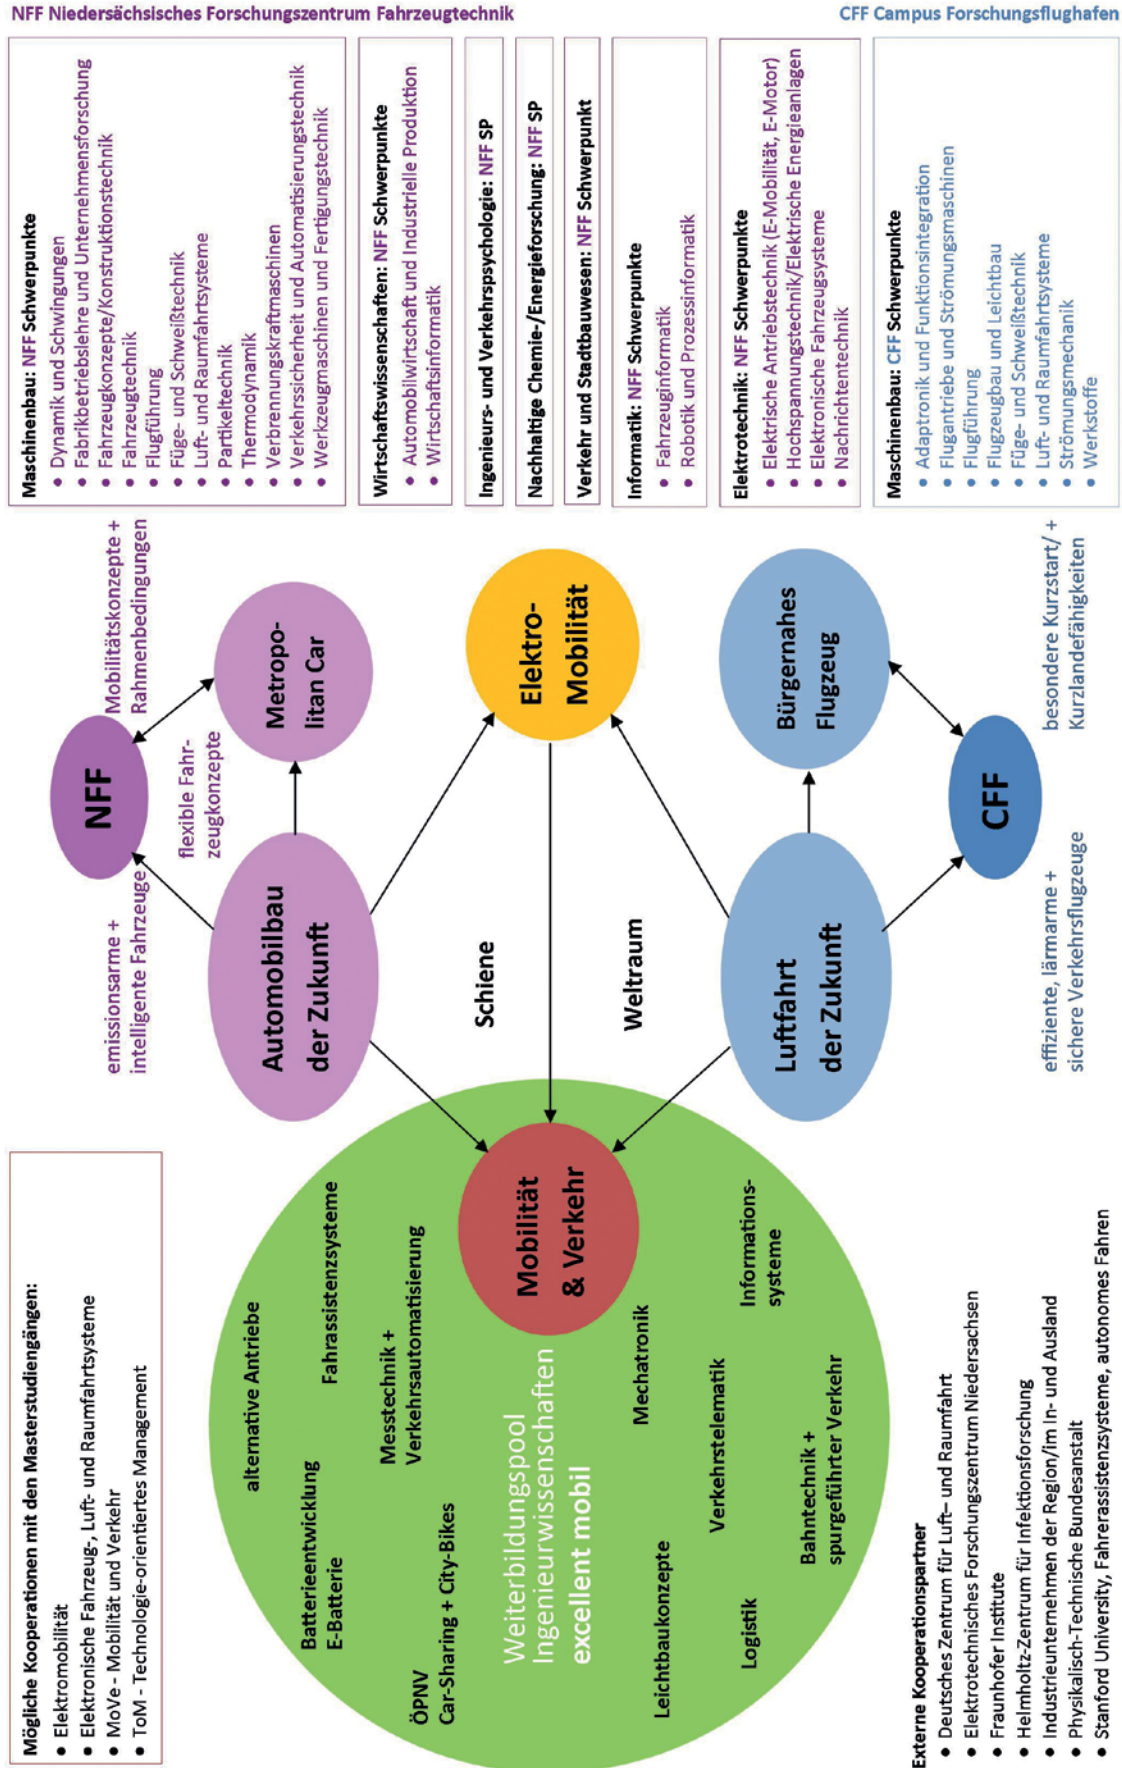 NFF Niedersächsisches Forschungszentrum Fahrzeugtechnik
CFF Campus Forschungsflughafen
Maschinenbau: NFF Schwerpunkte
• Dynamik und Schwingungen
• Fabrikbetriebslehre und Unternehmensforschung
• Fahrzeugkonzepte/Konstruktionstechnik
• Fahrzeugtechnik
• Flugführung
• Füge- und Schweißtechnik
• Luft- und Raumfahrtsysteme
• Partikeltechnik
• Thermodynamik
• Verbrennungskraftmaschinen
• Verkehrssicherheit und Automatisierungstechnik
• Werkzeugmaschinen und Fertigungstechnik
Wirtschaftswissenschaften: NFF Schwerpunkte
• Automobilwirtschaft und Industrielle Produktion
• Wirtschaftsinformatik
Ingenieurs- und Verkehrspsychologie: NFF SP
Nachhaltige Chemie-/Energieforschung: NFF SP
Verkehr und Stadtbauwesen: NFF Schwerpunkt
Informatik: NFF Schwerpunkte
• Fahrzeuginformatik
• Robotik und Prozessinformatik
Elektrotechnik: NFF Schwerpunkte
• Elektrische Antriebstechnik (E-Mobilität, E-Motor)
• Hochspannungstechnik/Elektrische Energieanlagen
• Elektronische Fahrzeugsysteme
• Nachrichtentechnik
Maschinenbau: CFF Schwerpunkte
• Adaptronik und Funktionsintegration
• Flugantriebe und Strömungsmaschinen
• Flugführung
• Flugzeugbau und Leichtbau
• Füge- und Schweißtechnik
• Luft- und Raumfahrtsysteme
• Strömungsmechanik
• Werkstoffe
Mobilitätskonzepte +
Rahmenbedingungen
NFF
flexible Fahr-
zeugkonzepte
emissionsarme +
intelligente Fahrzeuge
Metropo-
litan Car
Automobilbau
der Zukunft
Elektro-
Mobilität
Schiene
Weltraum
Bürgernahes
Flugzeug
Luftfahrt
der Zukunft
CFF
besondere Kurzstart/ +
Kurzlandefähigkeiten
effiziente, lärmarme +
sichere Verkehrsflugzeuge
Mögliche Kooperationen mit den Masterstudiengängen:
• Elektromobilität
• Elektronische Fahrzeug-, Luft- und Raumfahrtsysteme
• MoVe - Mobilität und Verkehr
• ToM - Technologie-orientiertes Management
alternative Antriebe
Batterieentwicklung
E-Batterie
Fahrassistenzsysteme
Messtechnik +
Verkehrsautomatisierung
ÖPNV
Car-Sharing + City-Bikes
Weiterbildungspool
Ingenieurwissenschaften
excellent mobil
Mobilität
& Verkehr
Mechatronik
Leichtbaukonzepte
Verkehrstelematik
Informations-
systeme
Logistik
Bahntechnik +
spurgeführter Verkehr
Externe Kooperationspartner
• Deutsches Zentrum für Luft– und Raumfahrt
• Elektrotechnisches Forschungszentrum Niedersachsen
• Fraunhofer Institute
• Helmholtz-Zentrum für Infektionsforschung
• Industrieunternehmen der Region/im In- und Ausland
• Physikalisch-Technische Bundesanstalt
• Stanford University, Fahrerassistenzsysteme, autonomes Fahren